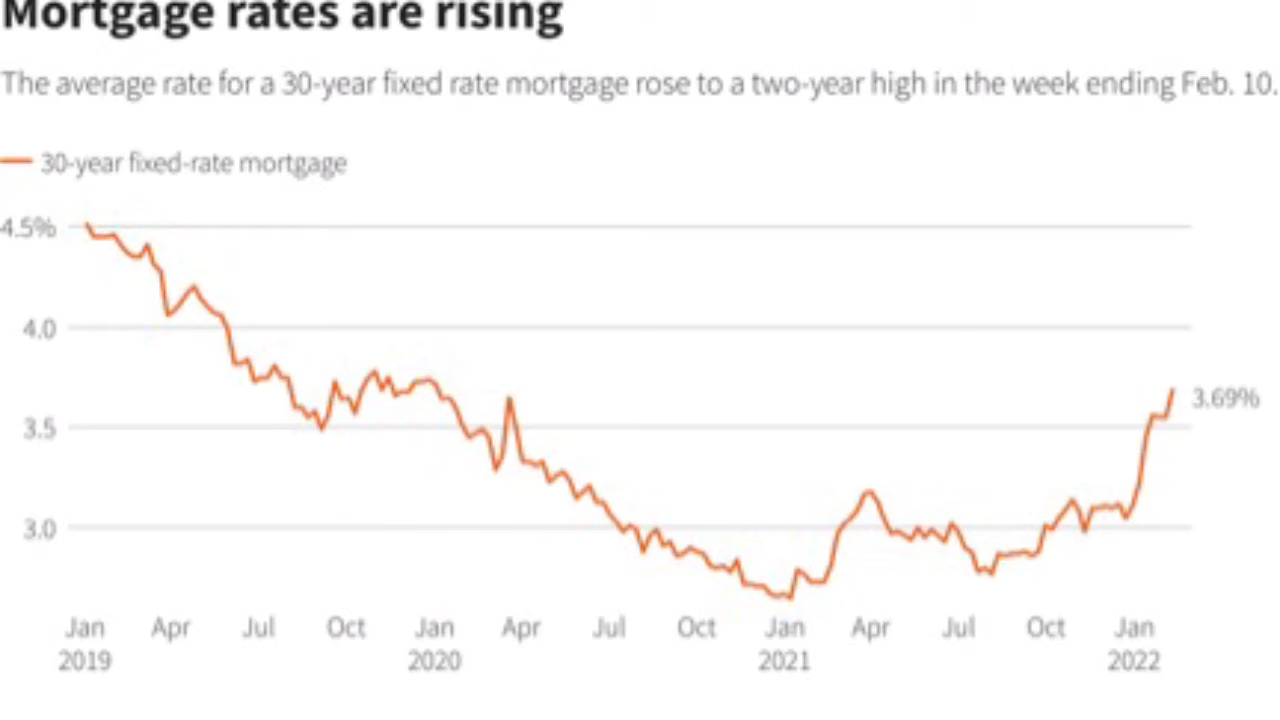 Mortgage rates are rising
The average rate for a 30-year fixed rate mortgage rose to a two-year high in the week ending Feb. 10.
30-year fixed-rate mortgage
4.5%
4.0
3.69%
3.5
3.0
Jan Apr Jul Oct Jan Apr Jul Oct Jan Apr Jul Oct Jan
2019 2020 2021 2022